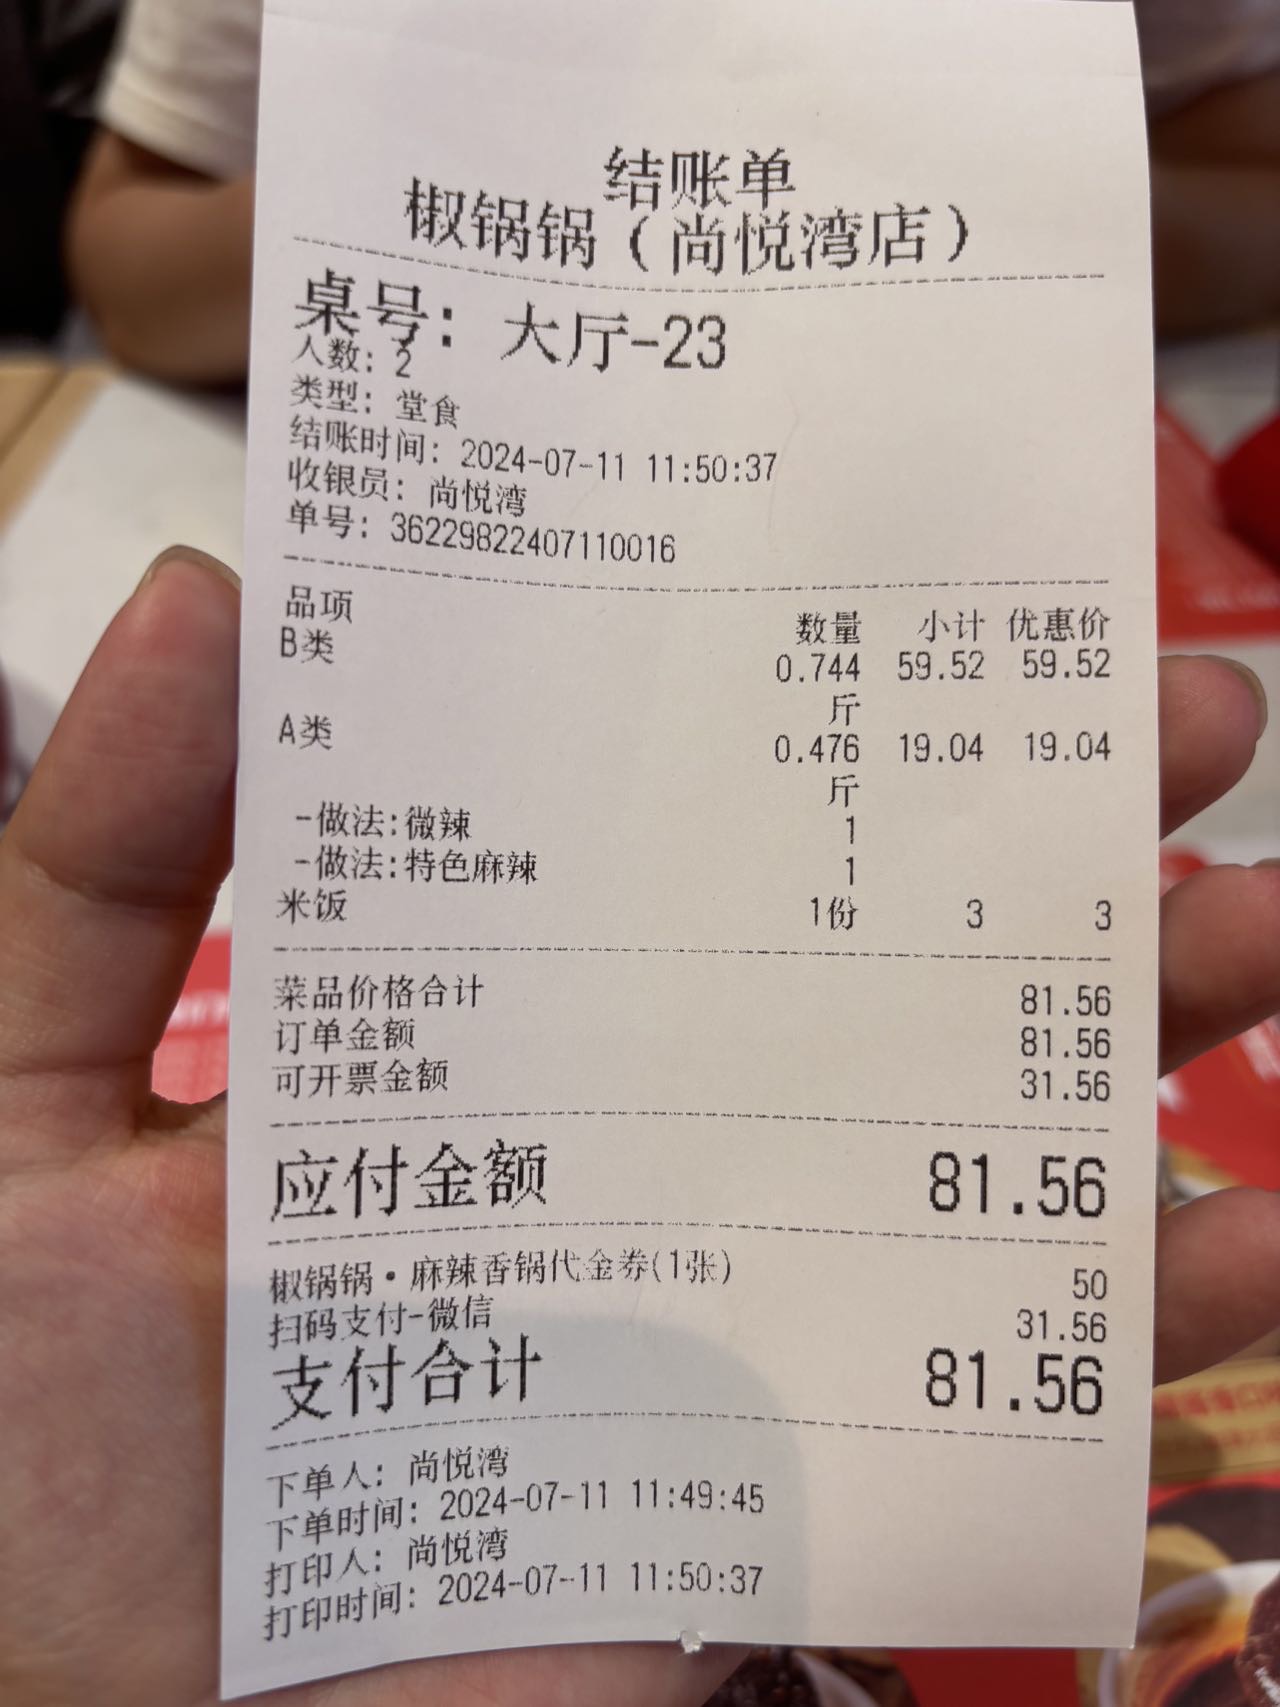 结账单
椒锅锅（尚悦湾店）
桌号：大厅-23
人数：2
类型：堂食
结账时间：2024-07-11 11:50:37
收银员：尚悦湾
单号：36229822407110016
品项 数量 小计 优惠价
B类 0.744 59.52 59.52
斤
A类 0.476 19.04 19.04
斤
-做法:微辣 1
-做法:特色麻辣 1
米饭 1份 3 3
菜品价格合计 81.56
订单金额 81.56
可开票金额 31.56
应付金额 81.56
椒锅锅·麻辣香锅代金券(1张) 50
扫码支付-微信 31.56
支付合计 81.56
下单人：尚悦湾
下单时间：2024-07-11 11:49:45
打印人：尚悦湾
打印时间：2024-07-11 11:50:37